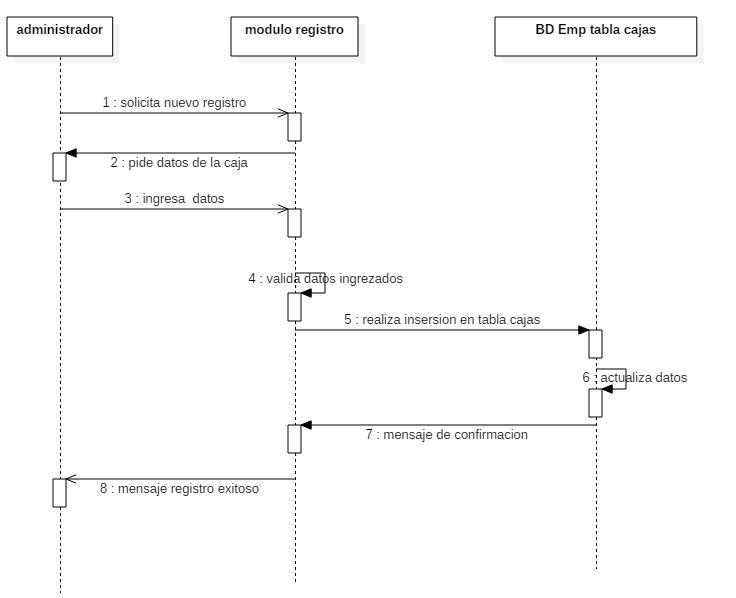 administrador
modulo registro
BD Emp tabla cajas
1 : solicita nuevo registro
2 : pide datos de la caja
3 : ingresa  datos
4 : valida datos ingrezados
5 : realiza insersion en tabla cajas
6 : actualiza datos
7 : mensaje de confirmacion
8 : mensaje registro exitoso